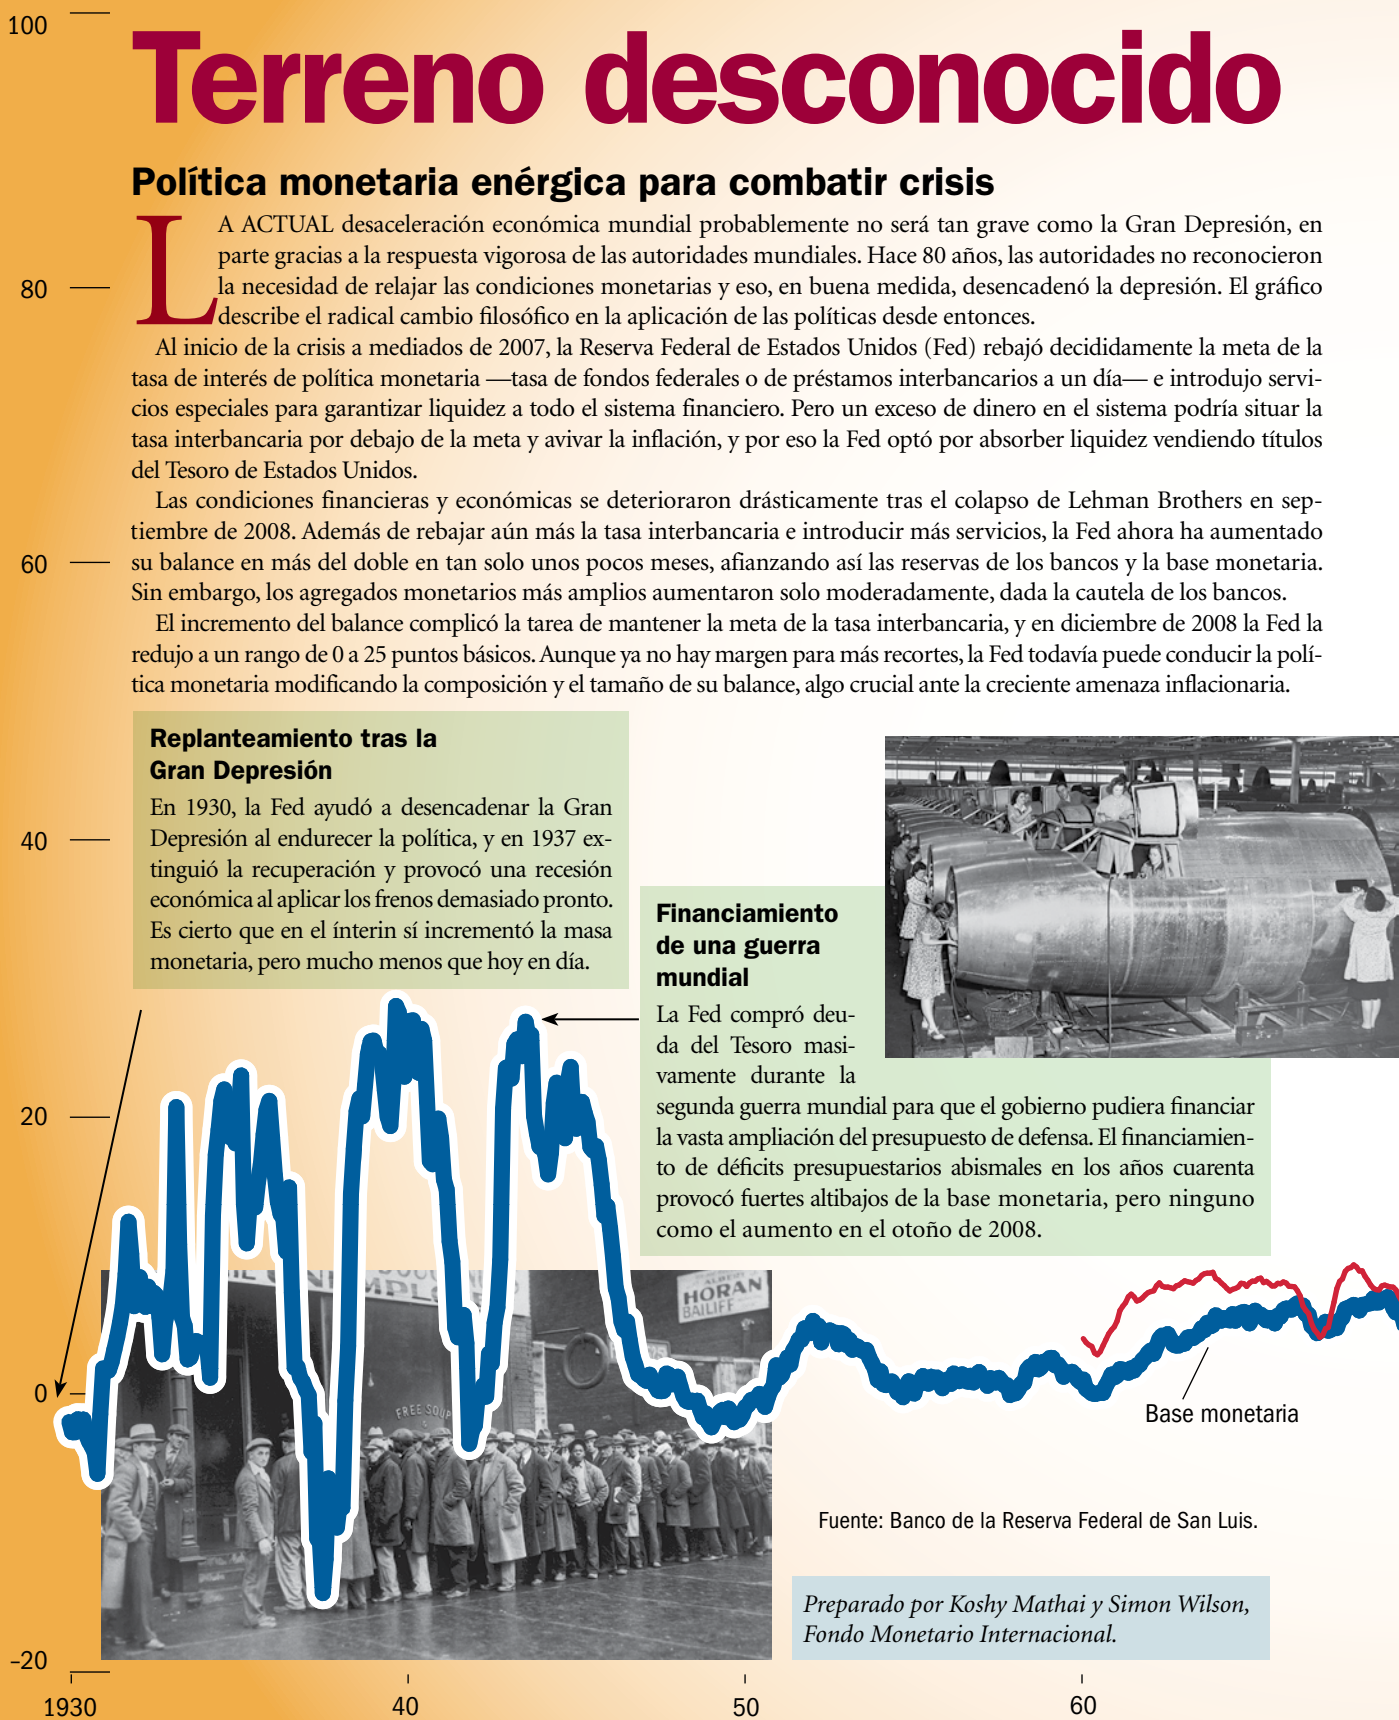 Terreno desconocido
Política monetaria enérgica para combatir crisis
LA ACTUAL desaceleración económica mundial probablemente no será tan grave como la Gran Depresión, en
parte gracias a la respuesta vigorosa de las autoridades mundiales. Hace 80 años, las autoridades no reconocieron
la necesidad de relajar las condiciones monetarias y eso, en buena medida, desencadenó la depresión. El gráfico
describe el radical cambio filosófico en la aplicación de las políticas desde entonces.
Al inicio de la crisis a mediados de 2007, la Reserva Federal de Estados Unidos (Fed) rebajó decididamente la meta de la
tasa de interés de política monetaria —tasa de fondos federales o de préstamos interbancarios a un día— e introdujo servi-
cios especiales para garantizar liquidez a todo el sistema financiero. Pero un exceso de dinero en el sistema podría situar la
tasa interbancaria por debajo de la meta y avivar la inflación, y por eso la Fed optó por absorber liquidez vendiendo títulos
del Tesoro de Estados Unidos.
Las condiciones financieras y económicas se deterioraron drásticamente tras el colapso de Lehman Brothers en sep-
tiembre de 2008. Además de rebajar aún más la tasa interbancaria e introducir más servicios, la Fed ahora ha aumentado
su balance en más del doble en tan solo unos pocos meses, afianzando así las reservas de los bancos y la base monetaria.
Sin embargo, los agregados monetarios más amplios aumentaron solo moderadamente, dada la cautela de los bancos.
El incremento del balance complicó la tarea de mantener la meta de la tasa interbancaria, y en diciembre de 2008 la Fed la
redujo a un rango de 0 a 25 puntos básicos. Aunque ya no hay margen para más recortes, la Fed todavía puede conducir la polí-
tica monetaria modificando la composición y el tamaño de su balance, algo crucial ante la creciente amenaza inflacionaria.
Replanteamiento tras la
Gran Depresión
En 1930, la Fed ayudó a desencadenar la Gran
Depresión al endurecer la política, y en 1937 ex-
tinguió la recuperación y provocó una recesión
económica al aplicar los frenos demasiado pronto.
Es cierto que en el ínterin sí incrementó la masa
monetaria, pero mucho menos que hoy en día.
Financiamiento
de una guerra
mundial
La Fed compró deu-
da del Tesoro masi-
vamente durante la
segunda guerra mundial para que el gobierno pudiera financiar
la vasta ampliación del presupuesto de defensa. El financiamien-
to de déficits presupuestarios abismales en los años cuarenta
provocó fuertes altibajos de la base monetaria, pero ninguno
como el aumento en el otoño de 2008.
HORAN
BAILIFF
FREE SOUP
Base monetaria
Fuente: Banco de la Reserva Federal de San Luis.
Preparado por Koshy Mathai y Simon Wilson,
Fondo Monetario Internacional.
100
80
60
40
20
0
–20
1930
40
50
60